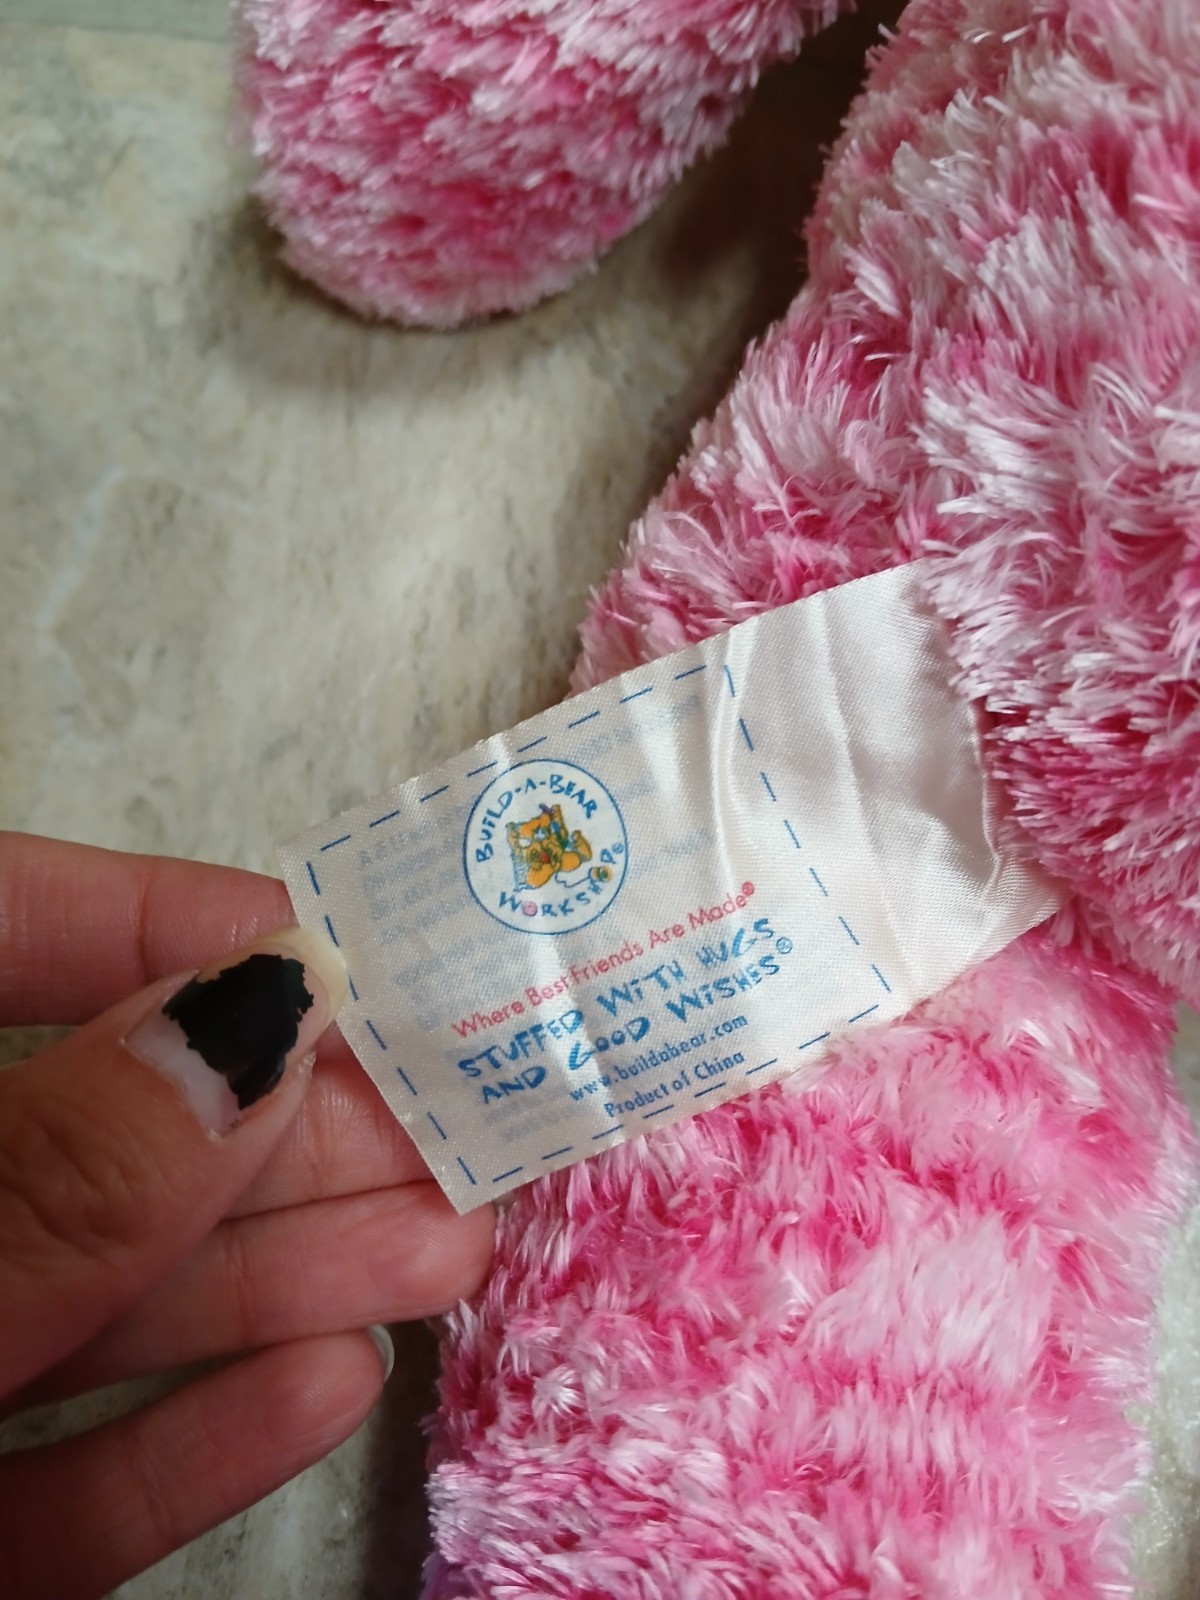 BUILD-A-BEAR
WORKSHOP®
Where Best Friends Are Made®
STUFFED WITH HUGS
AND GOOD WISHES®
www.buildabear.com
Product of China